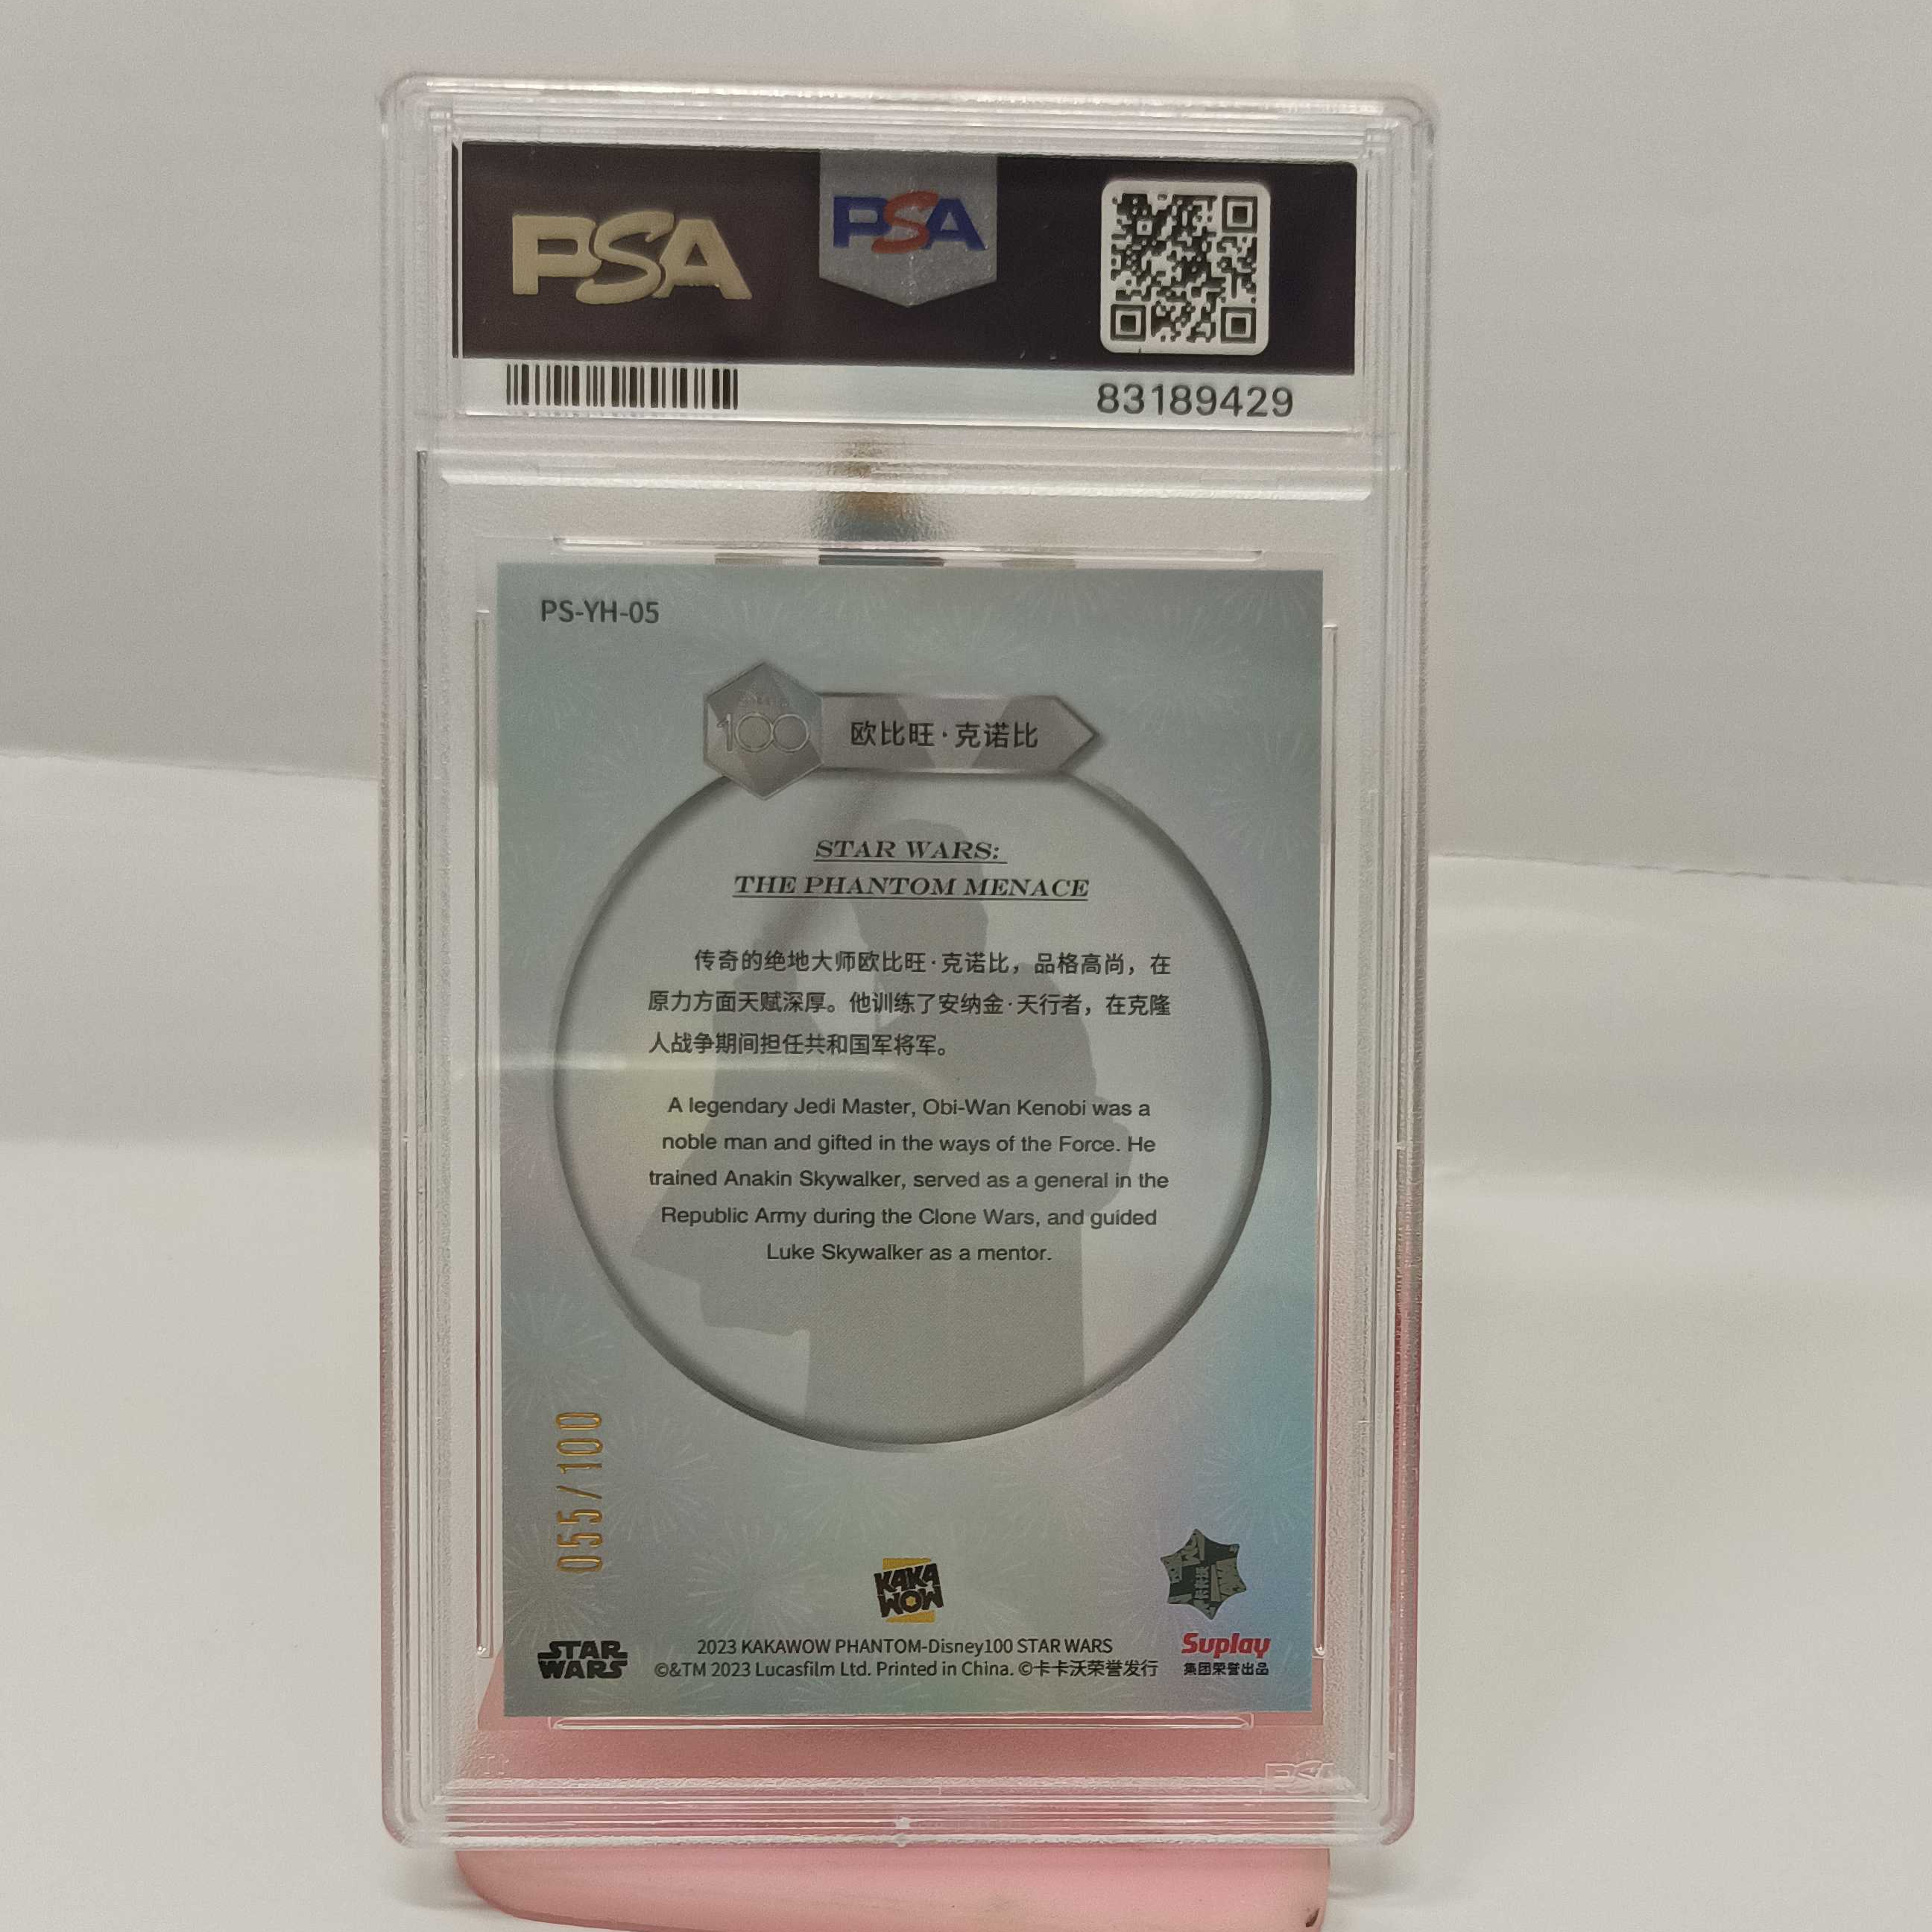 PSA
PSA
83189429
PS-YH-05
100
欧比旺·克诺比
STAR WARS:
THE PHANTOM MENACE
传奇的绝地大师欧比旺·克诺比，品格高尚，在
原力方面天赋深厚。他训练了安纳金·天行者，在克隆
人战争期间担任共和国军将军。
A legendary Jedi Master, Obi-Wan Kenobi was a
noble man and gifted in the ways of the Force. He
trained Anakin Skywalker, served as a general in the
Republic Army during the Clone Wars, and guided
Luke Skywalker as a mentor.
055/100
KAKA
WOW
STAR
WARS
2023 KAKAWOW PHANTOM-Disney100 STAR WARS
©&TM 2023 Lucasfilm Ltd. Printed in China. ©卡卡沃荣誉发行
Suplay
集团荣誉出品
PSA